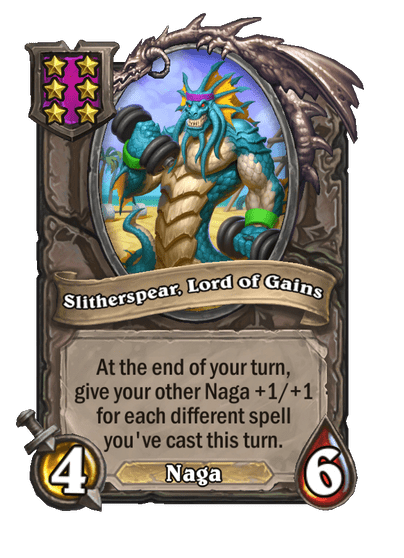 Slitherspear, Lord of Gains
At the end of your turn,
give your other Naga +1/+1
for each different spell
you've cast this turn.
4
Naga
6